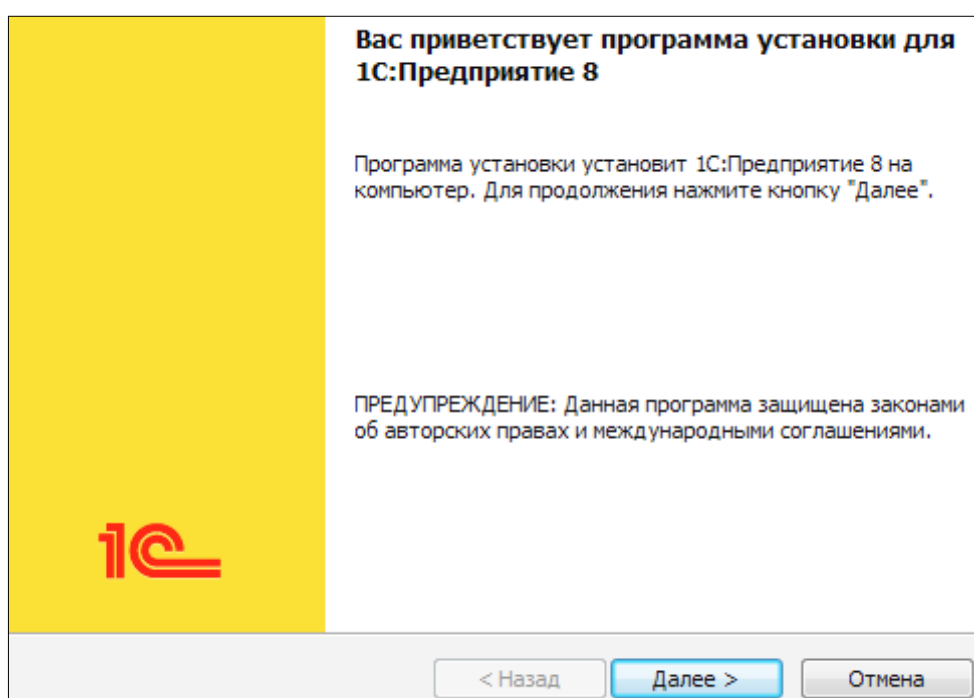 Вас приветствует программа установки для
1С:Предприятие 8
Программа установки установит 1С:Предприятие 8 на
компьютер. Для продолжения нажмите кнопку "Далее".
ПРЕДУПРЕЖДЕНИЕ: Данная программа защищена законами
об авторских правах и международными соглашениями.
1С
< Назад
Далее >
Отмена